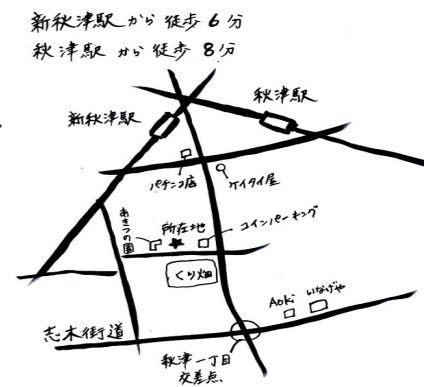 新秋津駅から徒歩6分
秋津駅から徒歩8分
秋津駅
新秋津駅
パチンコ店
ケイタイ屋
あきつの園
所在地
コインパーキング
くり畑
Aoki
いなげや
志木街道
秋津一丁目
交差点